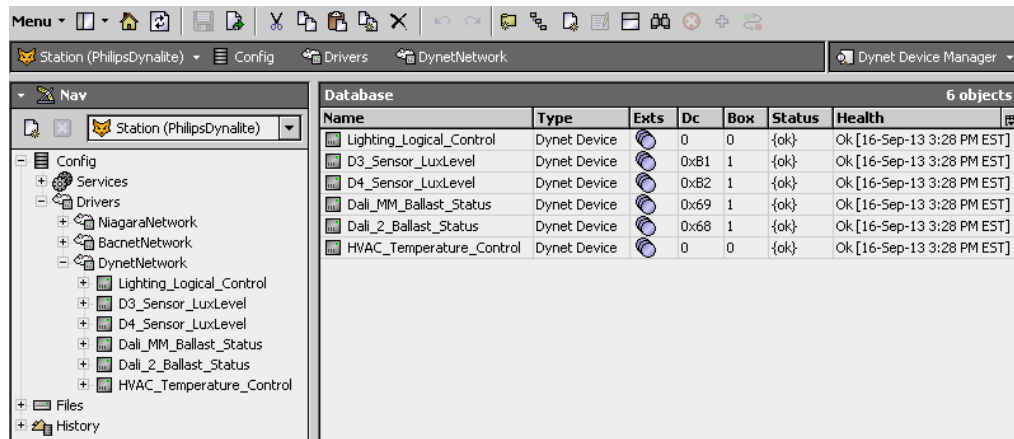 Menu
Station (PhilipsDynalite) Config Drivers DynetNetwork Dynet Device Manager
Nav
Station (PhilipsDynalite)
Config
Services
Drivers
NiagaraNetwork
BacnetNetwork
DynetNetwork
Lighting_Logical_Control
D3_Sensor_LuxLevel
D4_Sensor_LuxLevel
Dali_MM_Ballast_Status
Dali_2_Ballast_Status
HVAC_Temperature_Control
Files
History
Database 6 objects
Name Type Exts Dc Box Status Health
Lighting_Logical_Control Dynet Device 0 0 {ok} Ok [16-Sep-13 3:28 PM EST]
D3_Sensor_LuxLevel Dynet Device 0xB1 1 {ok} Ok [16-Sep-13 3:28 PM EST]
D4_Sensor_LuxLevel Dynet Device 0xB2 1 {ok} Ok [16-Sep-13 3:28 PM EST]
Dali_MM_Ballast_Status Dynet Device 0x69 1 {ok} Ok [16-Sep-13 3:28 PM EST]
Dali_2_Ballast_Status Dynet Device 0x68 1 {ok} Ok [16-Sep-13 3:28 PM EST]
HVAC_Temperature_Control Dynet Device 0 0 {ok} Ok [16-Sep-13 3:28 PM EST]